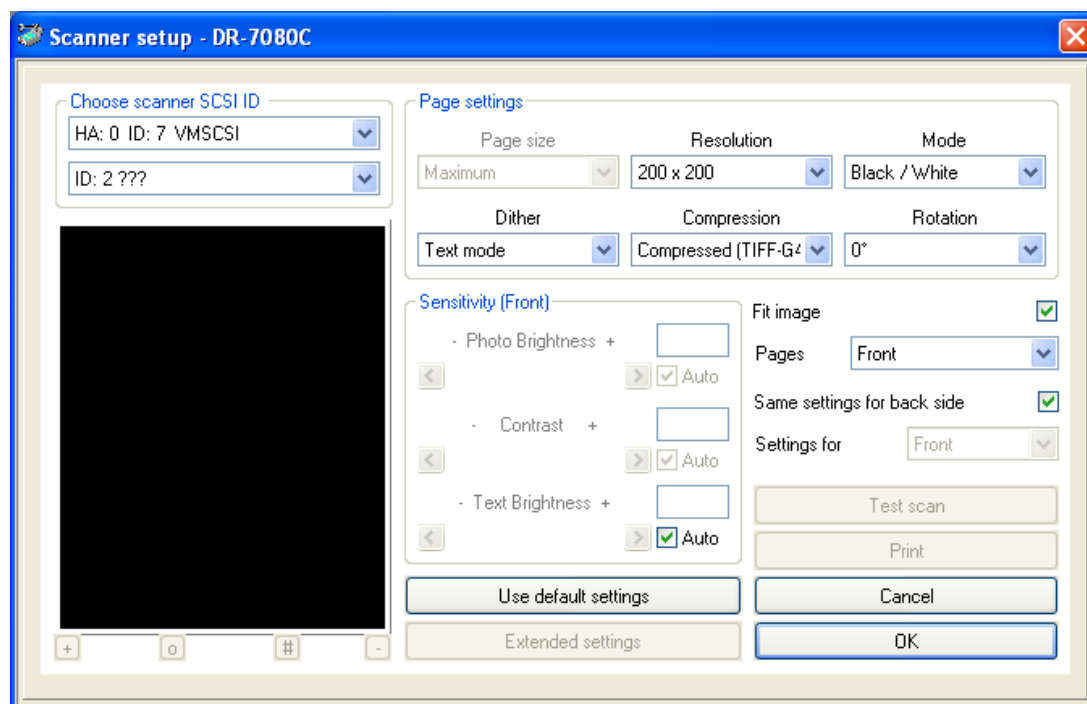 Scanner setup - DR-7080C
Choose scanner SCSI ID
HA: 0 ID: 7 VMSCSI
ID: 2 ???
Page settings
Page size
Resolution
Mode
Maximum
200 x 200
Black / White
Dither
Compression
Rotation
Text mode
Compressed (TIFF-G4
0°
Sensitivity (Front)
- Photo Brightness +
Auto
- Contrast +
Auto
- Text Brightness +
Auto
Fit image
Pages
Front
Same settings for back side
Settings for
Front
Test scan
Print
Use default settings
Cancel
Extended settings
OK
+ o # -